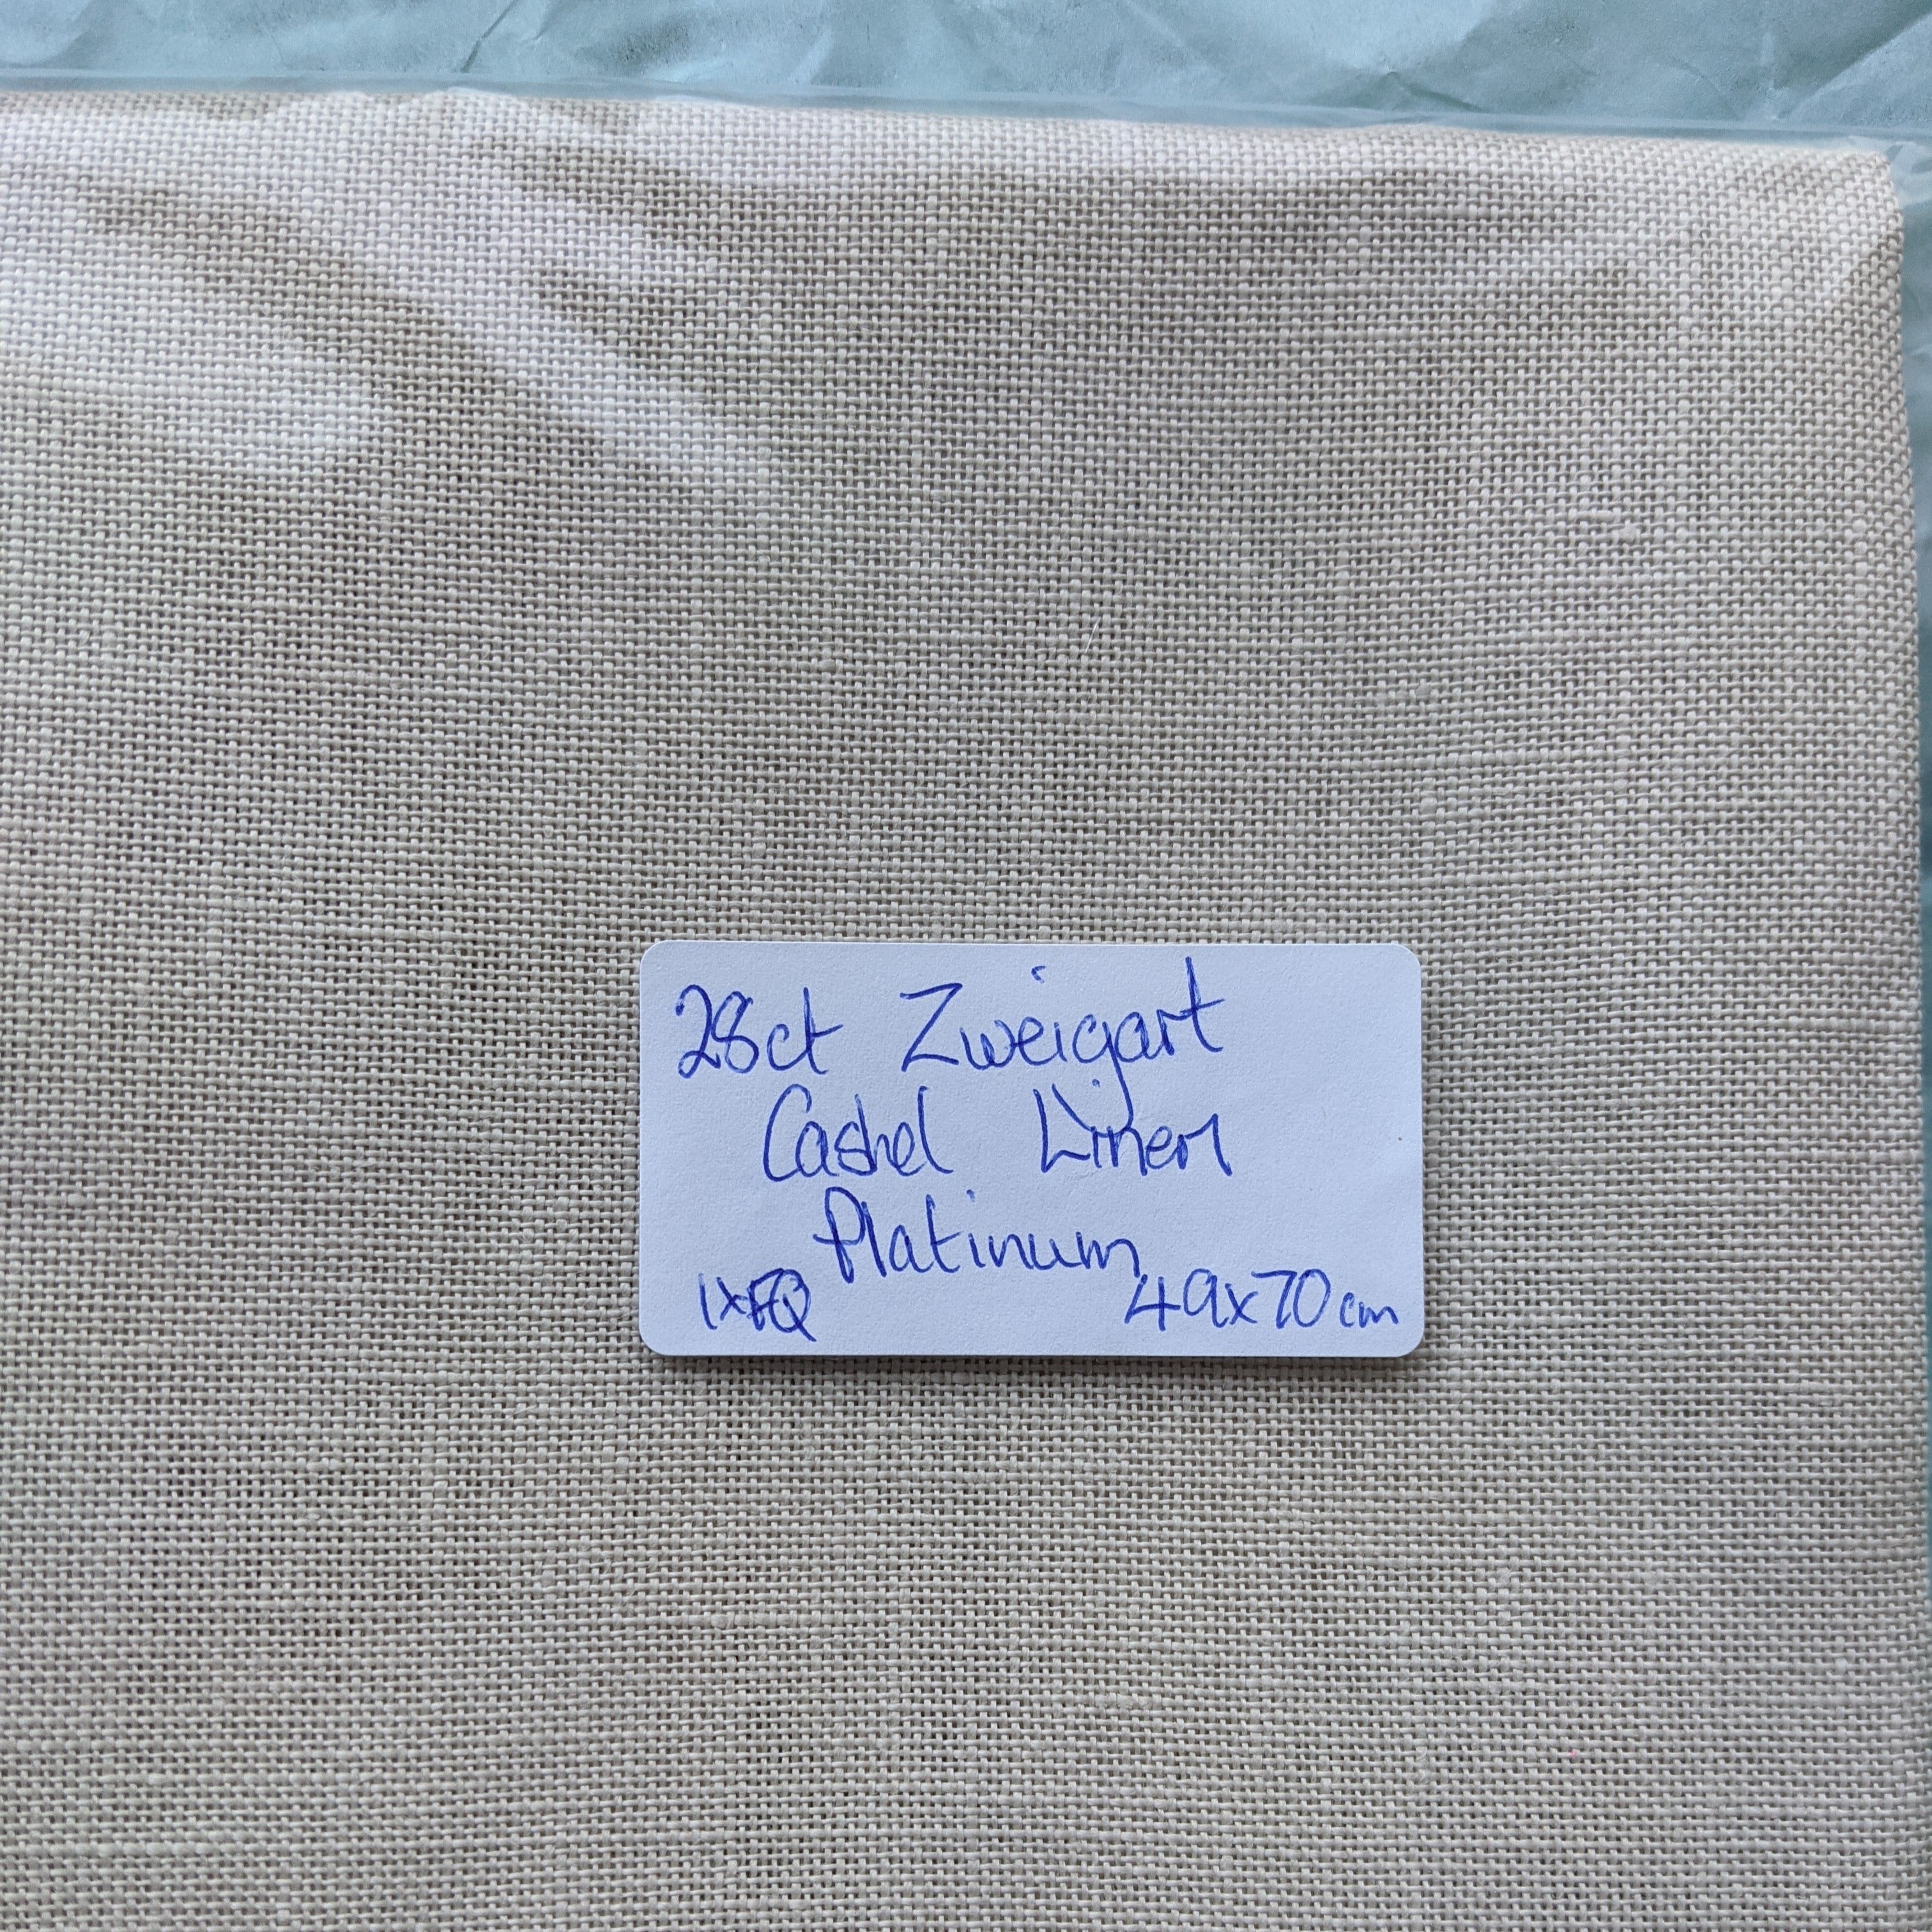 28ct Zweigart
Cashel Linen
Platinum
1xFQ 49x70cm